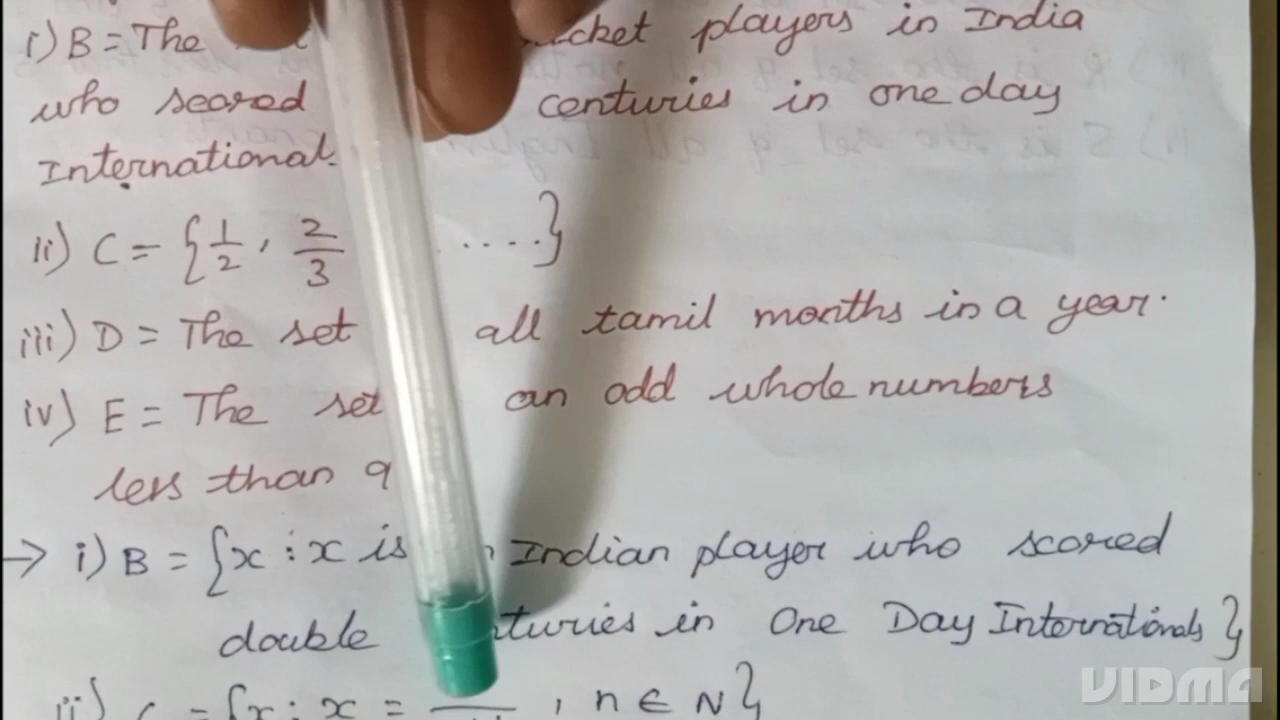 i) B = The players in India
who scored centuries in one day
International.
ii) C = {1/2, 2/3 .....}
iii) D = The set all tamil months in a year.
iv) E = The set an odd whole numbers
less than 9
→ i) B = {x : x is Indian player who scored
double in One Day Internationals}
ii) C = {x : x = , n ∈ N}
VIDMA